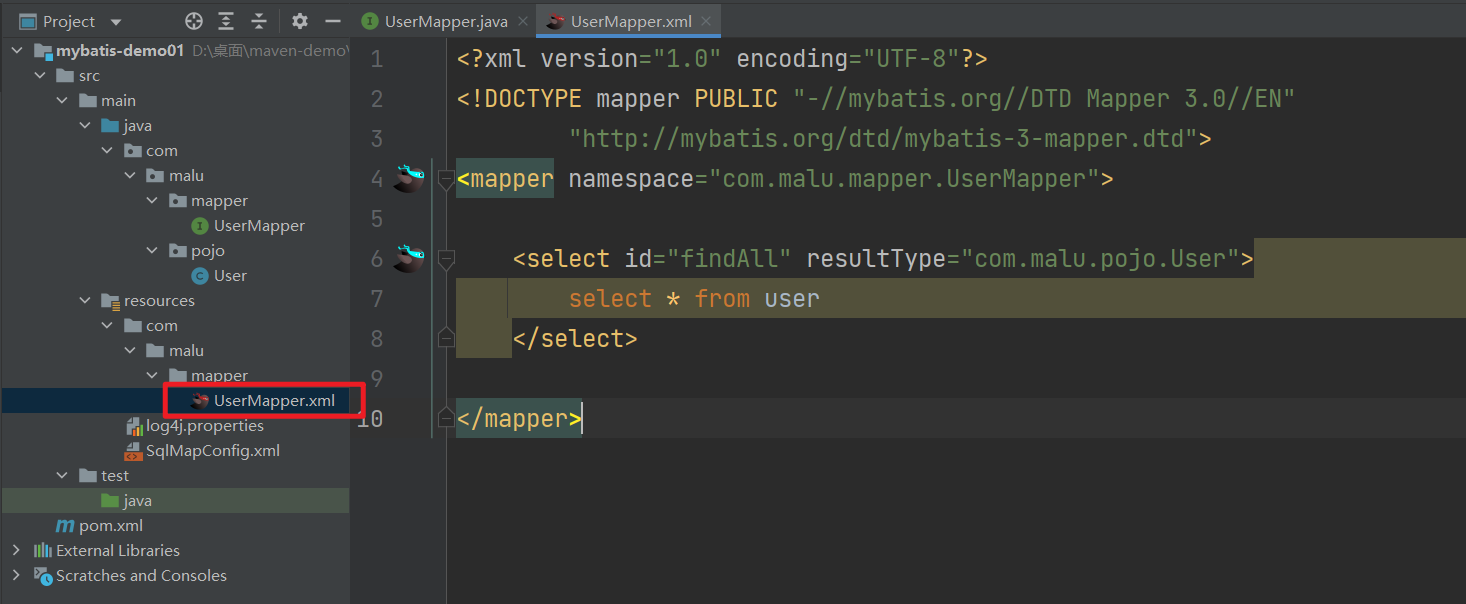 Project
UserMapper.java
UserMapper.xml
mybatis-demo01 D:\桌面\maven-demo\
src
main
java
com
malu
mapper
UserMapper
pojo
User
resources
com
malu
mapper
UserMapper.xml
log4j.properties
SqlMapConfig.xml
test
java
pom.xml
External Libraries
Scratches and Consoles
1 <?xml version="1.0" encoding="UTF-8"?>
2 <!DOCTYPE mapper PUBLIC "-//mybatis.org//DTD Mapper 3.0//EN"
3 "http://mybatis.org/dtd/mybatis-3-mapper.dtd">
4 <mapper namespace="com.malu.mapper.UserMapper">
5
6 <select id="findAll" resultType="com.malu.pojo.User">
7 select * from user
8 </select>
9
10 </mapper>